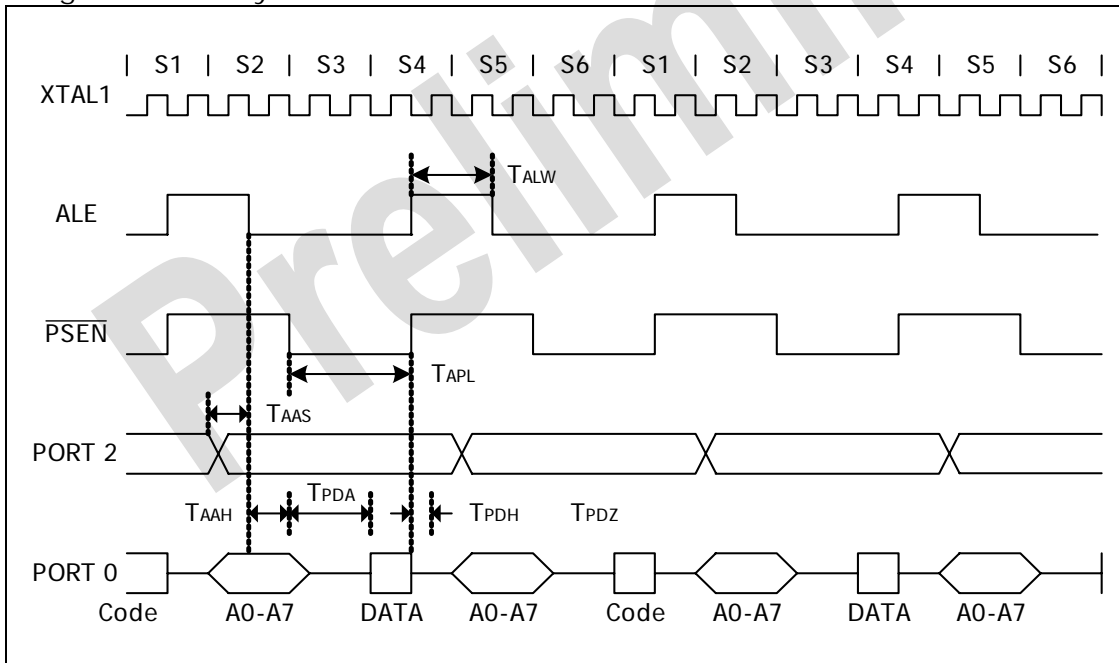 | S1 | S2 | S3 | S4 | S5 | S6 | S1 | S2 | S3 | S4 | S5 | S6 |
XTAL1
TALW
ALE
PSEN
TAPL
TAAS
PORT 2
TAAH TPDA TPDH TPDZ
PORT 0
Code A0-A7 DATA A0-A7 Code A0-A7 DATA A0-A7
Prelimi